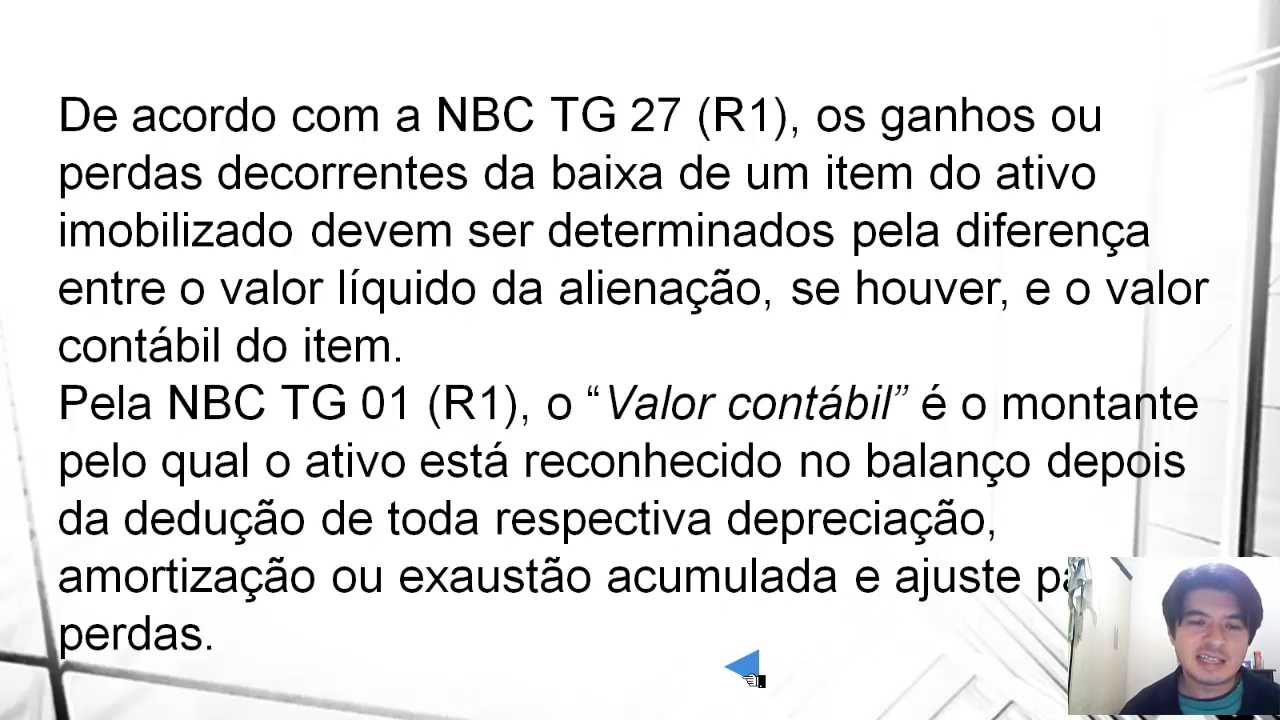 De acordo com a NBC TG 27 (R1), os ganhos ou
perdas decorrentes da baixa de um item do ativo
imobilizado devem ser determinados pela diferença
entre o valor líquido da alienação, se houver, e o valor
contábil do item.
Pela NBC TG 01 (R1), o “Valor contábil” é o montante
pelo qual o ativo está reconhecido no balanço depois
da dedução de toda respectiva depreciação,
amortização ou exaustão acumulada e ajuste
perdas.